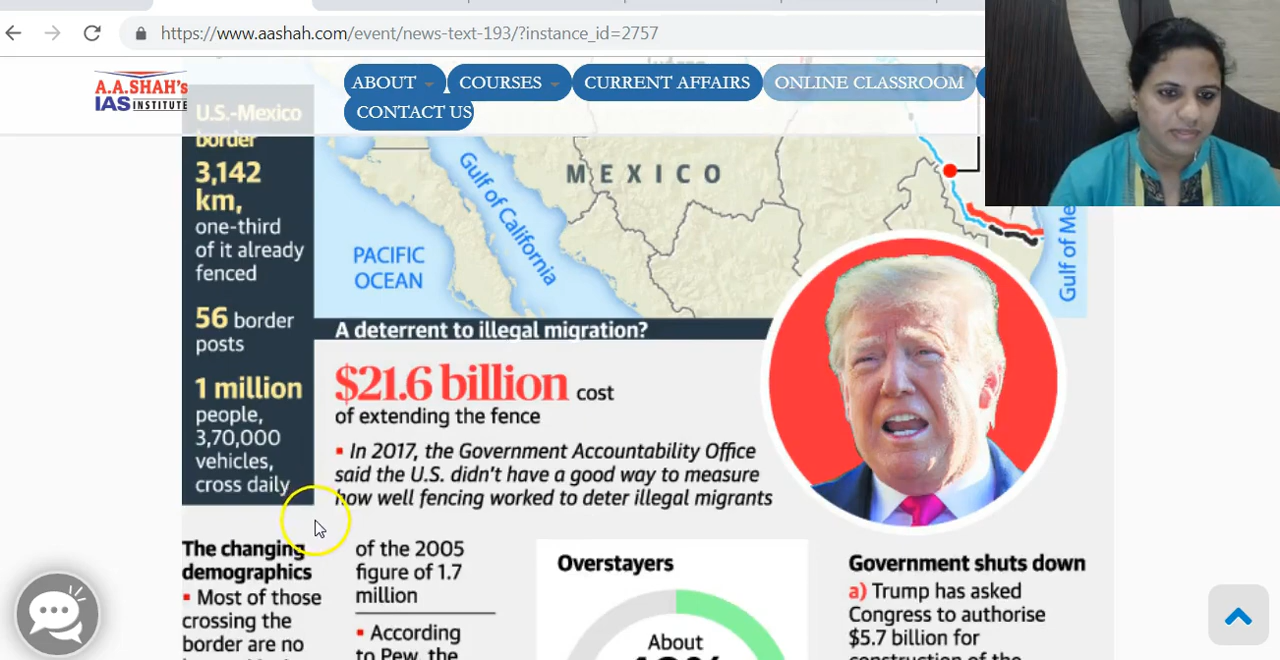 https://www.aashah.com/event/news-text-193/?instance_id=2757
A.A.SHAH's
IAS INSTITUTE
ABOUT
COURSES
CURRENT AFFAIRS
ONLINE CLASSROOM
CONTACT US
U.S.-Mexico
border
3,142
km,
one-third
of it already
fenced
56 border
posts
1 million
people,
3,70,000
vehicles,
cross daily
MEXICO
Gulf of California
PACIFIC
OCEAN
Gulf of Me
A deterrent to illegal migration?
$21.6 billion cost
of extending the fence
▪ In 2017, the Government Accountability Office
said the U.S. didn't have a good way to measure
how well fencing worked to deter illegal migrants
The changing
demographics
▪ Most of those
crossing the
border are no
of the 2005
figure of 1.7
million
▪ According
to Pew, the
Overstayers
About
Government shuts down
a) Trump has asked
Congress to authorise
$5.7 billion for
construction of the